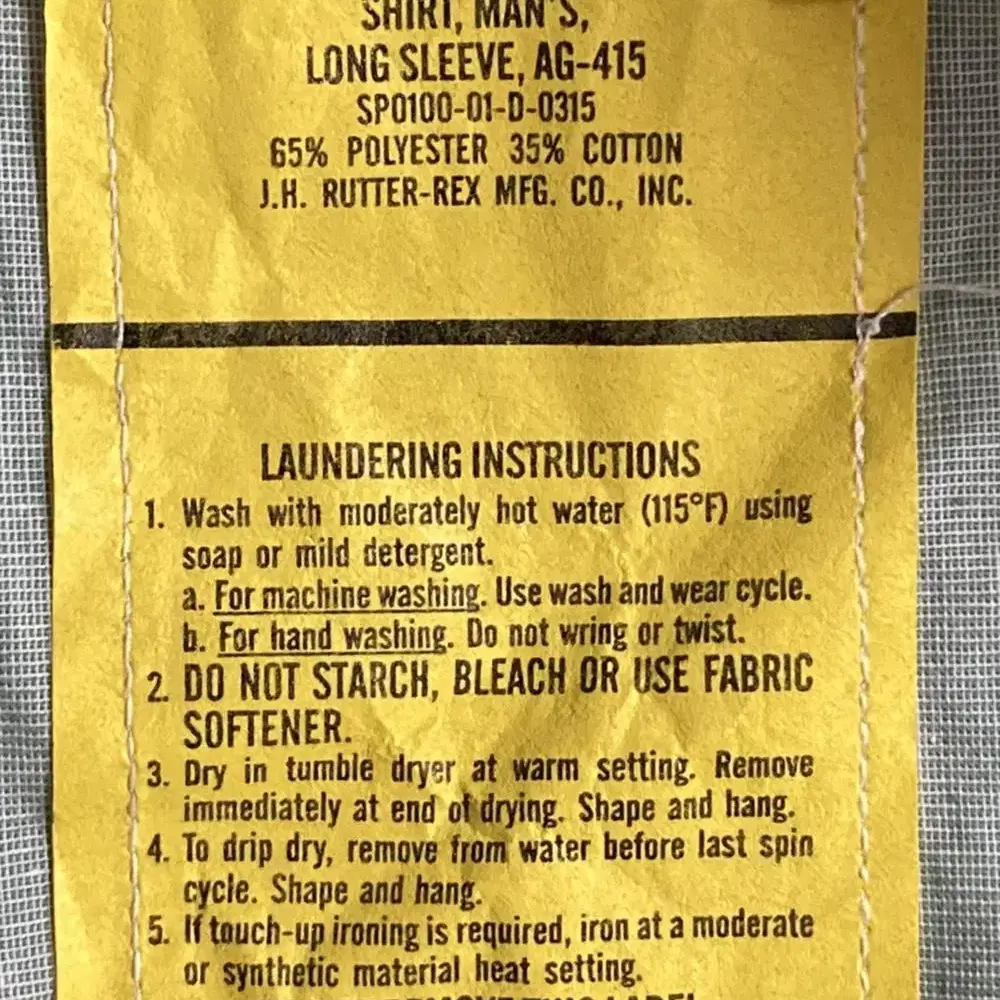 SHIRT, MAN'S,
LONG SLEEVE, AG-415
SPO100-01-D-0315
65% POLYESTER 35% COTTON
J.H. RUTTER-REX MFG. CO., INC.
LAUNDERING INSTRUCTIONS
1. Wash with moderately hot water (115°F) using
soap or mild detergent.
a. For machine washing. Use wash and wear cycle.
b. For hand washing. Do not wring or twist.
2. DO NOT STARCH, BLEACH OR USE FABRIC
SOFTENER.
3. Dry in tumble dryer at warm setting. Remove
immediately at end of drying. Shape and hang.
4. To drip dry, remove from water before last spin
cycle. Shape and hang.
5. If touch-up ironing is required, iron at a moderate
or synthetic material heat setting.
REMOVE THIS LABEL